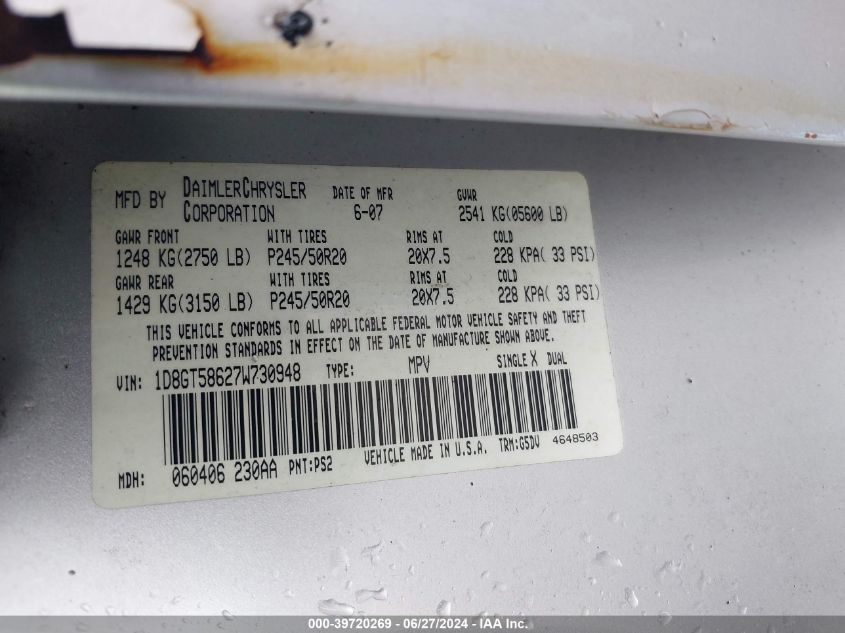 MFD BY DAIMLERCHRYSLER CORPORATION DATE OF MFR 6-07 GVWR 2541 KG(05600 LB)
GAWR FRONT WITH TIRES RIMS AT COLD
1248 KG(2750 LB) P245/50R20 20X7.5 228 KPA( 33 PSI)
GAWR REAR WITH TIRES RIMS AT COLD
1429 KG(3150 LB) P245/50R20 20X7.5 228 KPA( 33 PSI)
THIS VEHICLE CONFORMS TO ALL APPLICABLE FEDERAL MOTOR VEHICLE SAFETY AND THEFT
PREVENTION STANDARDS IN EFFECT ON THE DATE OF MANUFACTURE SHOWN ABOVE.
VIN: 1D8GT58627W730948 TYPE: MPV SINGLE X DUAL
MDH: 060406 230AA PNT:PS2 VEHICLE MADE IN U.S.A. TRM:G5DV 4648503
000-39720269 - 06/27/2024 - IAA Inc.